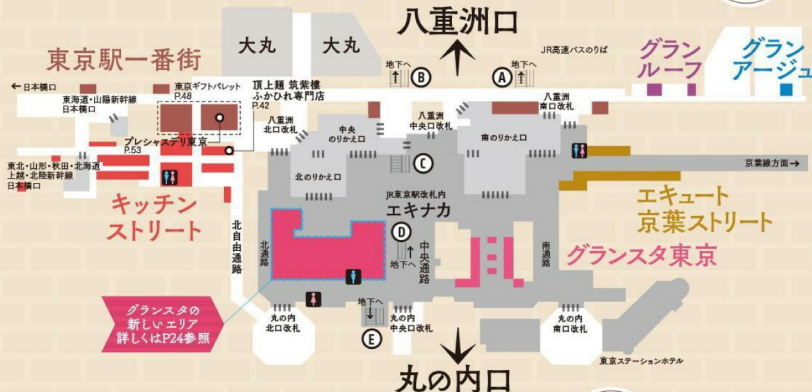 八重洲口
大丸
大丸
JR高速バスのりば
グラン
ルーフ
グラン
アージュ
東京駅一番街
地下へ
B
地下へ
A
←日本橋口
東京ギフトパレット
P.48
頂上麺 筑紫樓
ふかひれ専門店
P.42
東海道・山陽新幹線
日本橋口
八重洲
北口改札
中央
のりかえ口
八重洲
中央口改札
南のりかえ口
八重洲
南口改札
プレシャスデリ東京
P.53
東北・山形・秋田・北海道
上越・北陸新幹線
日本橋口
北のりかえ口
C
京葉線方面→
JR東京駅改札内
エキナカ
キッチン
ストリート
エキュート
京葉ストリート
北自由通路
北通路
D
地下へ
中央通路
南通路
グランスタ東京
グランスタの
新しいエリア
詳しくはP24参照
地下へ
E
丸の内
北口改札
丸の内
中央口改札
丸の内
南口改札
東京ステーションホテル
丸の内口